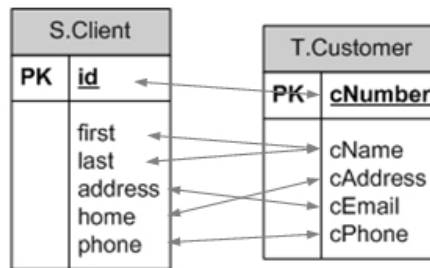 S.Client
PK id
first
last
address
home
phone
T.Customer
PK cNumber
cName
cAddress
cEmail
cPhone